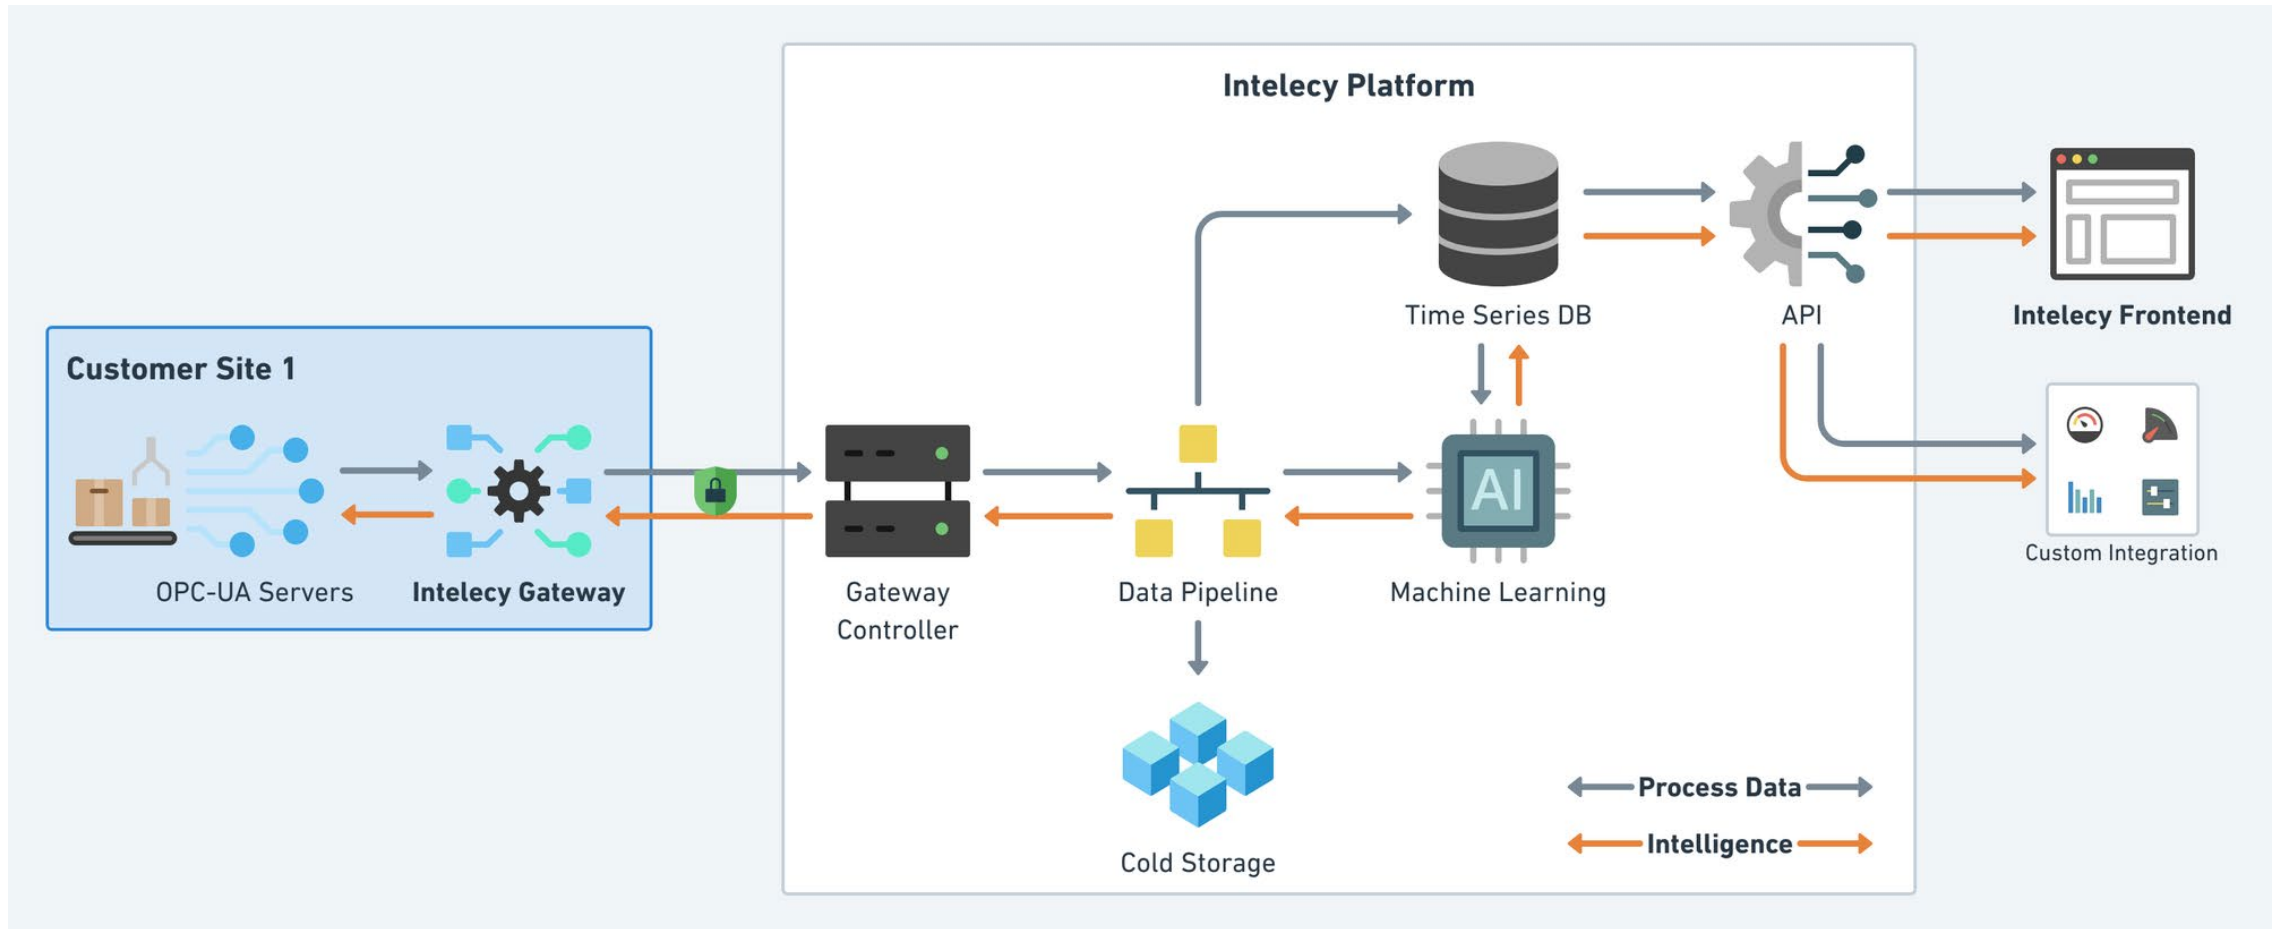 Intelecy Platform
Time Series DB
API
Intelecy Frontend
Customer Site 1
OPC-UA Servers
Intelecy Gateway
Gateway
Controller
Data Pipeline
AI
Machine Learning
Custom Integration
Cold Storage
Process Data
Intelligence